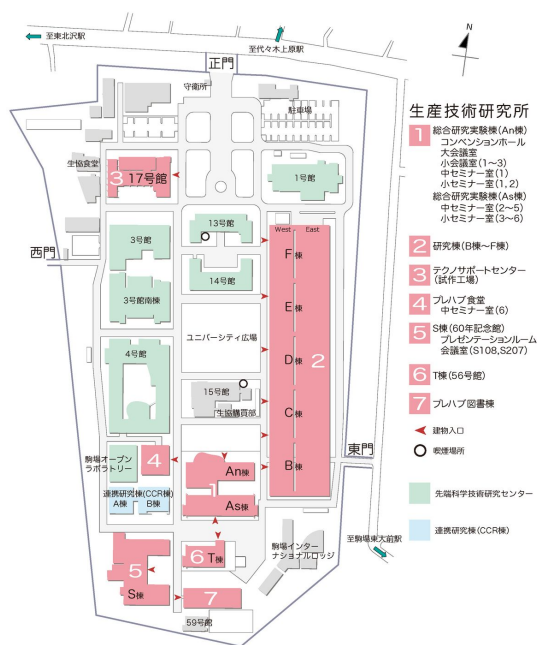 至東北沢駅
至代々木上原駅
N
正門
守衛所
駐車場
生協食堂
3 17号館
1号館
西門
3号館
3号館南棟
13号館
14号館
West East
F棟
E棟
ユニバーシティ広場
D棟
2
4号館
15号館
生協購買部
C棟
東門
駒場オープン
ラボラトリー
4
An棟
B棟
1
連携研究棟(CCR棟)
A棟 B棟
As棟
至駒場東大前駅
駒場インター
ナショナルロッジ
6 T棟
5
S棟
7
59号館
生産技術研究所
1 総合研究実験棟(An棟)
コンベンションホール
大会議室
小会議室(1~3)
中セミナー室(1)
小セミナー室(1, 2)
総合研究実験棟(As棟)
中セミナー室(2~5)
小セミナー室(3~6)
2 研究棟(B棟~F棟)
3 テクノサポートセンター
(試作工場)
4 プレハブ食堂
中セミナー室(6)
5 S棟(60年記念館)
プレゼンテーションルーム
会議室(S108,S207)
6 T棟(56号館)
7 プレハブ図書棟
建物入口
喫煙場所
先端科学技術研究センター
連携研究棟(CCR棟)